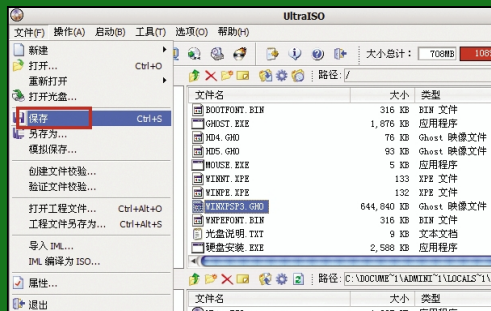 UltraISO
文件(F) 操作(A) 启动(B) 工具(T) 选项(O) 帮助(H)
新建
打开... Ctrl+O
重新打开
打开光盘...
保存 Ctrl+S
另存为...
模拟保存...
创建文件校验...
验证文件校验...
打开工程文件... Ctrl+Alt+O
工程文件另存为... Ctrl+Alt+S
导入 IML...
IML 编译为 ISO...
属性...
退出
大小总计: 708MB
路径: /
文件名 大小 类型
BOOTFONT.BIN 316 KB BIN 文件
GHOST.EXE 1,876 KB 应用程序
HD4.GHO 76 KB Ghost 映像文件
HD5.GHO 93 KB Ghost 映像文件
MOUSE.EXE 5 KB 应用程序
WINNT.XPE 133 XPE 文件
WINPE.XPE 132 XPE 文件
WINXPSP3.GHO 644,840 KB Ghost 映像文件
WNPEFONT.BIN 316 KB BIN 文件
光盘说明.TXT 9 KB 文本文档
硬盘安装.EXE 2,588 KB 应用程序
路径: C:\DOCUME~1\ADMINI~1\LOCALS~1\
文件名 大小 类型